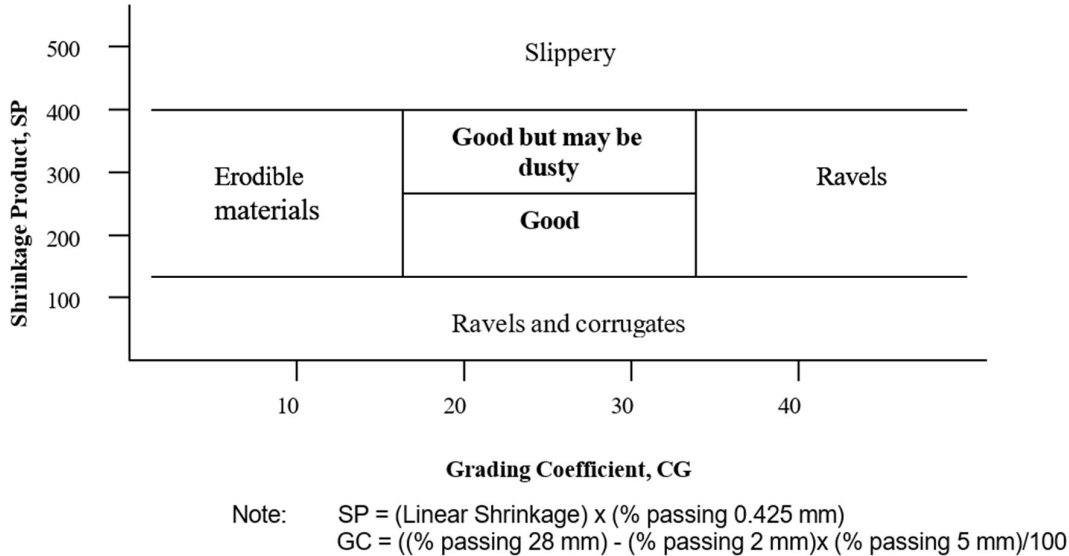 500
Slippery
400
Good but may be
dusty
300
Erodible
materials
Ravels
Good
200
100
Ravels and corrugates
Shrinkage Product, SP
10 20 30 40
Grading Coefficient, CG
Note: SP = (Linear Shrinkage) x (% passing 0.425 mm)
GC = ((% passing 28 mm) - (% passing 2 mm)x (% passing 5 mm)/100